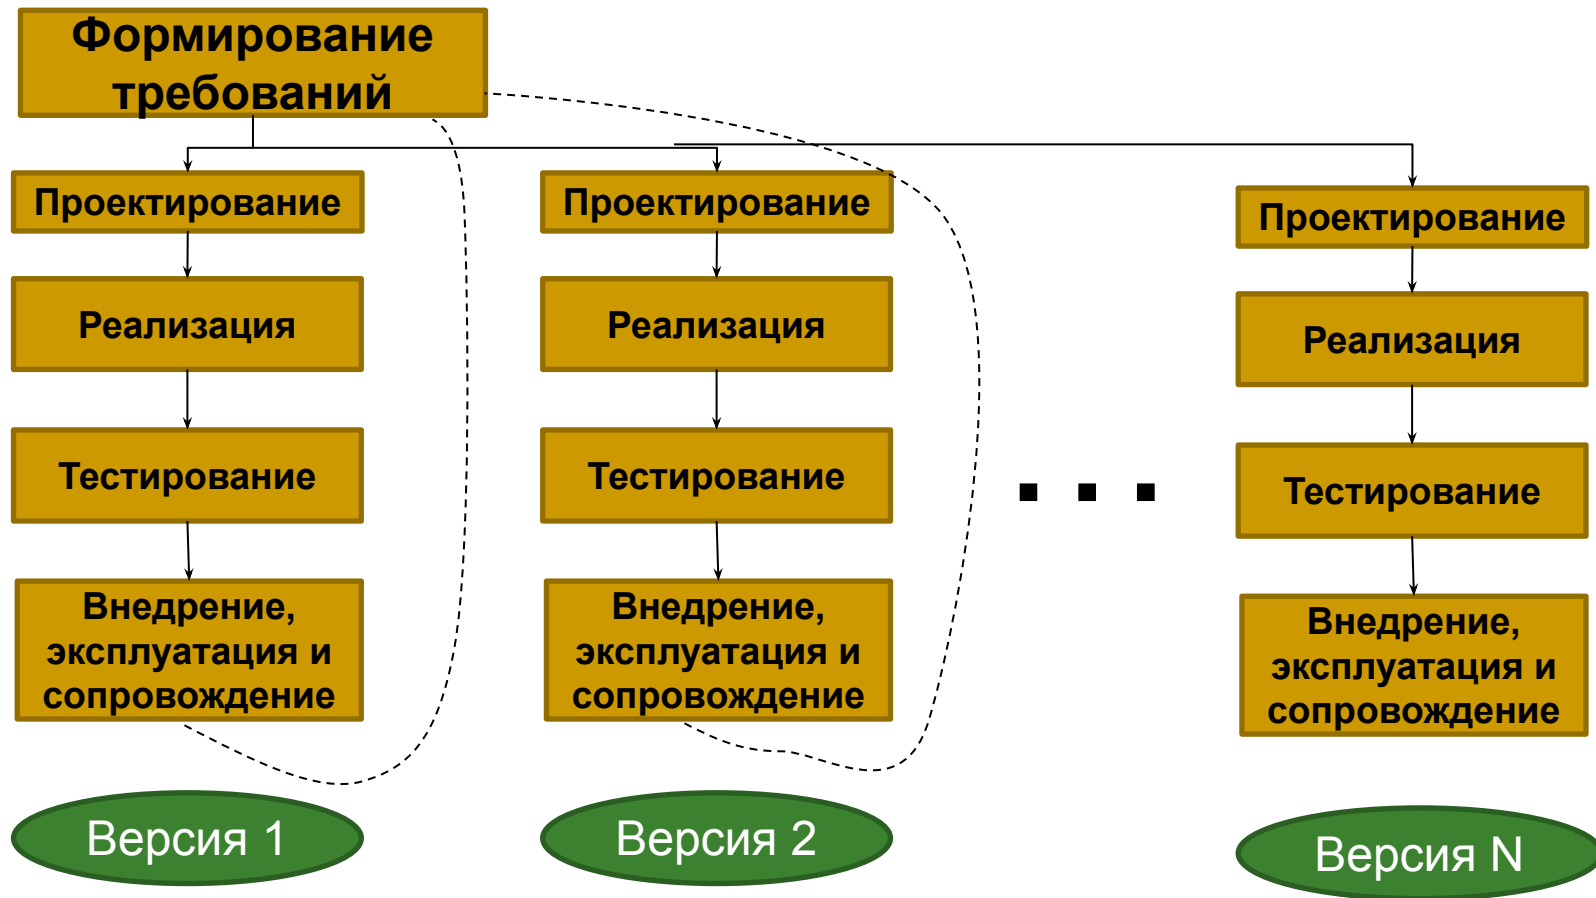 Формирование
требований
Проектирование
Реализация
Тестирование
Внедрение,
эксплуатация и
сопровождение
Версия 1
Проектирование
Реализация
Тестирование
Внедрение,
эксплуатация и
сопровождение
Версия 2
Проектирование
Реализация
Тестирование
Внедрение,
эксплуатация и
сопровождение
Версия N